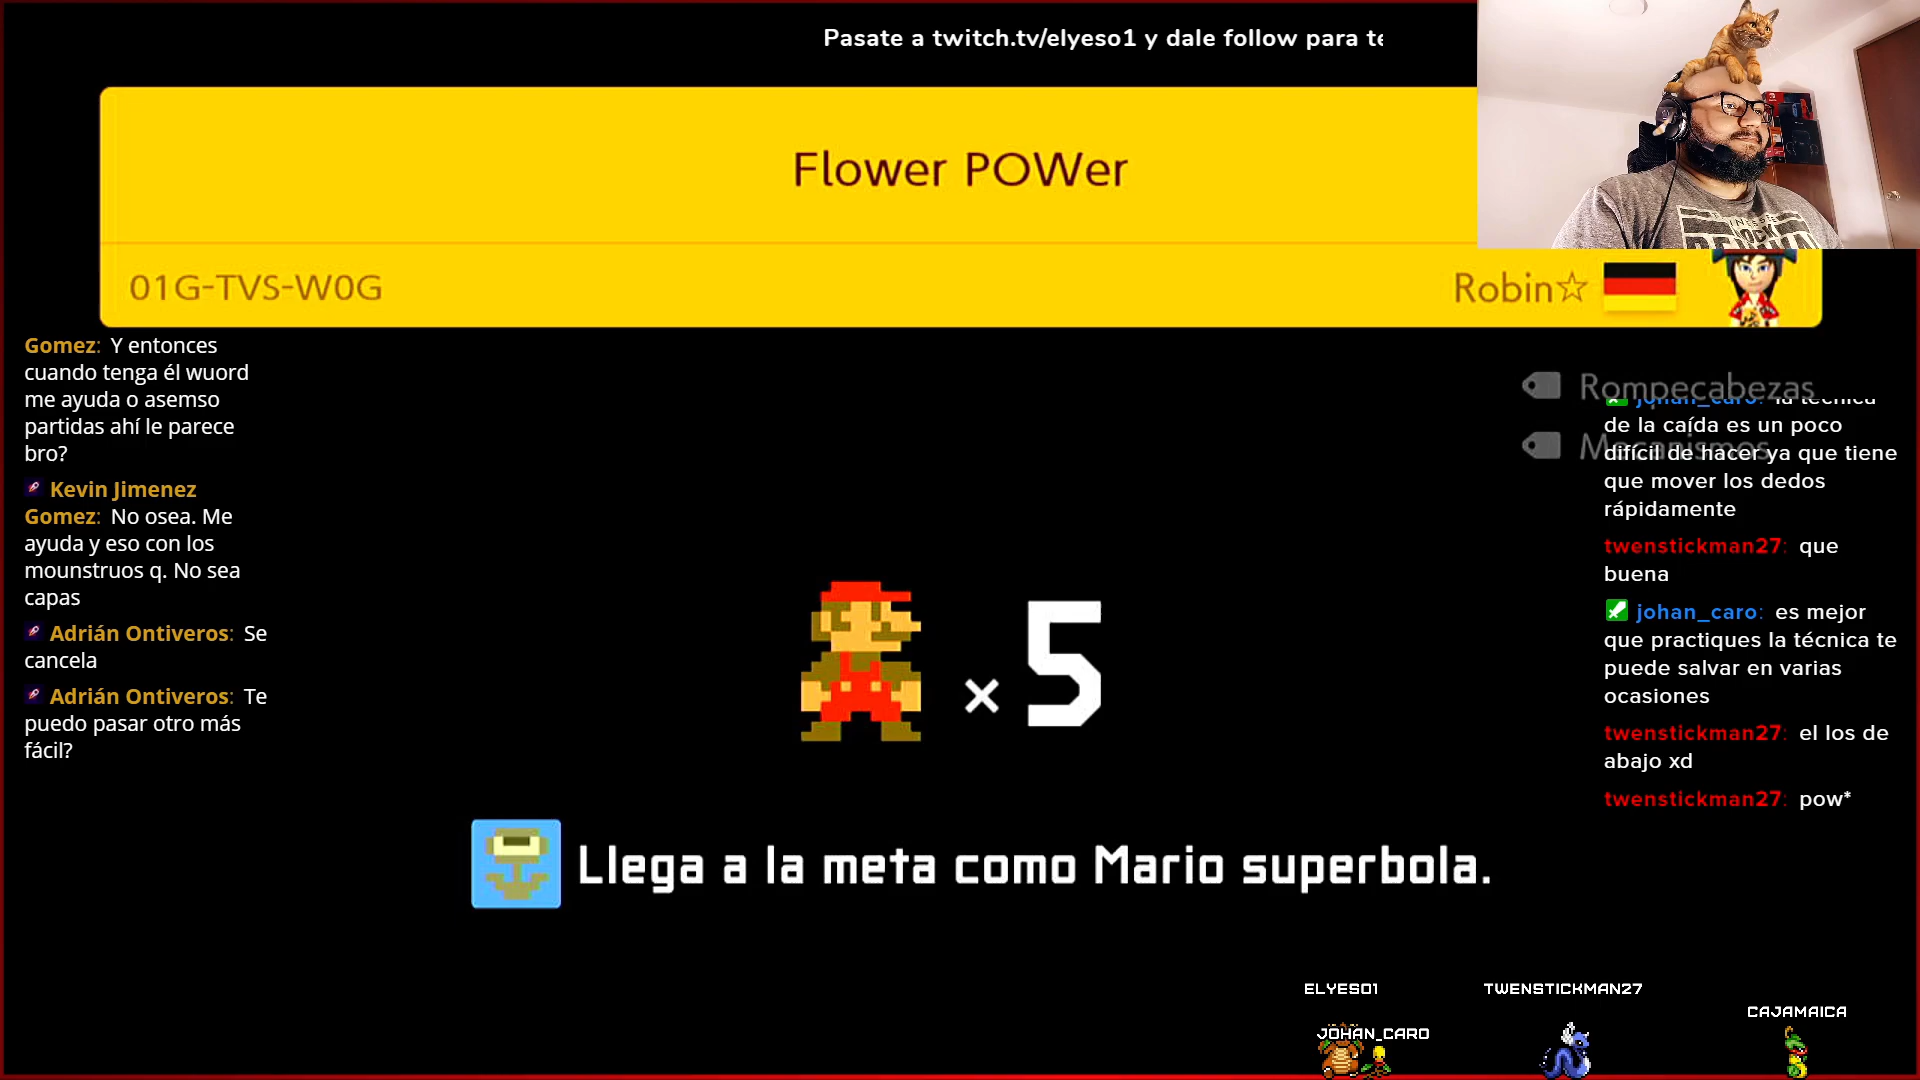 Pasate a twitch.tv/elyeso1 y dale follow para te
Flower POWer
01G-TVS-W0G
Robin☆
Gomez: Y entonces
cuando tenga él wuord
me ayuda o asemso
partidas ahí le parece
bro?
Kevin Jimenez
Gomez: No osea. Me
ayuda y eso con los
mounstruos q. No sea
capas
Adrián Ontiveros: Se
cancela
Adrián Ontiveros: Te
puedo pasar otro más
fácil?
Rompecabezas
Mecanismos
johan_caro: la técnica
de la caída es un poco
difícil de hacer ya que tiene
que mover los dedos
rápidamente
twenstickman27: que
buena
johan_caro: es mejor
que practiques la técnica te
puede salvar en varias
ocasiones
twenstickman27: el los de
abajo xd
twenstickman27: pow*
× 5
Llega a la meta como Mario superbola.
ELYESO1
TWENSTICKMAN27
CAJAMAICA
JOHAN_CARO